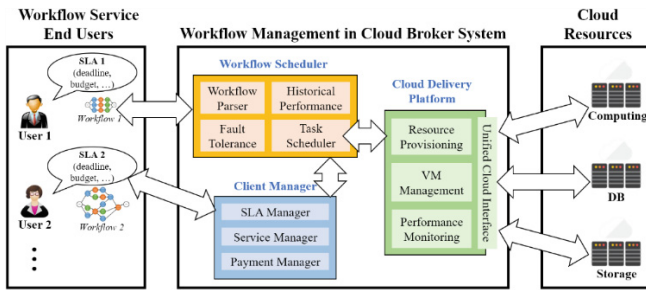 Workflow Service
End Users
Workflow Management in Cloud Broker System
Cloud
Resources
SLA 1
(deadline,
budget, …)
Workflow 1
User 1
SLA 2
(deadline,
budget, …)
Workflow 2
User 2
Workflow Scheduler
Workflow
Parser
Historical
Performance
Fault
Tolerance
Task
Scheduler
Client Manager
SLA Manager
Service Manager
Payment Manager
Cloud Delivery
Platform
Resource
Provisioning
VM
Management
Performance
Monitoring
Unified Cloud Interface
Computing
DB
Storage